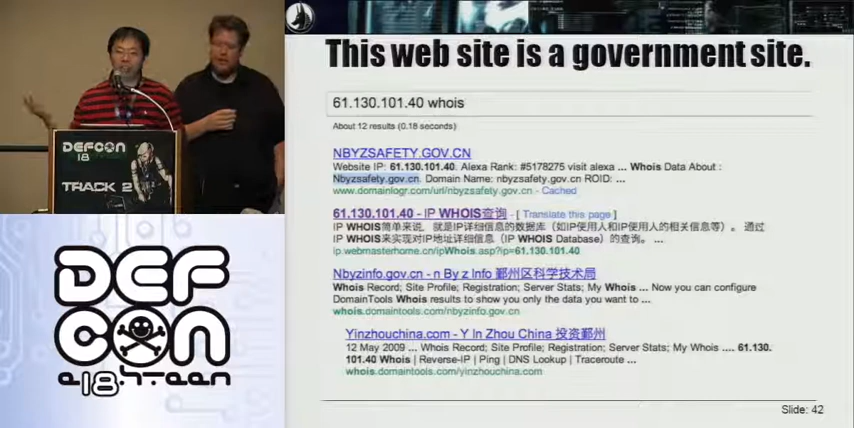 This web site is a government site.
61.130.101.40 whois
About 12 results (0.18 seconds)
NBYZSAFETY.GOV.CN
Website IP: 61.130.101.40. Alexa Rank: #5178275 visit alexa ... Whois Data About :
Nbyzsafety.gov.cn. Domain Name: nbyzsafety.gov.cn ROID: ...
www.domainlogr.com/url/nbyzsafety.gov.cn - Cached
61.130.101.40 - IP WHOIS查询 - [ Translate this page ]
IP WHOIS简单来说，就是IP详细信息的数据库（如IP使用人和IP使用人的相关信息等）。 通过
IP WHOIS来实现对IP地址详细信息（IP WHOIS Database）的查询。 ...
ip.webmasterhome.cn/ipWhois.asp?ip=61.130.101.40
Nbyzinfo.gov.cn - n By z Info 鄞州区科学技术局
Whois Record; Site Profile; Registration; Server Stats; My Whois ... Now you can configure
DomainTools Whois results to show you only the data you want to ...
whois.domaintools.com/nbyzinfo.gov.cn
Yinzhouchina.com - Y In Zhou China 投资鄞州
12 May 2009 ... Whois Record; Site Profile; Registration; Server Stats; My Whois .... 61.130.
101.40 Whois | Reverse-IP | Ping | DNS Lookup | Traceroute ...
whois.domaintools.com/yinzhouchina.com
Slide: 42
DEFCON
18
TRACK 2
DEF
CON
e18hteen